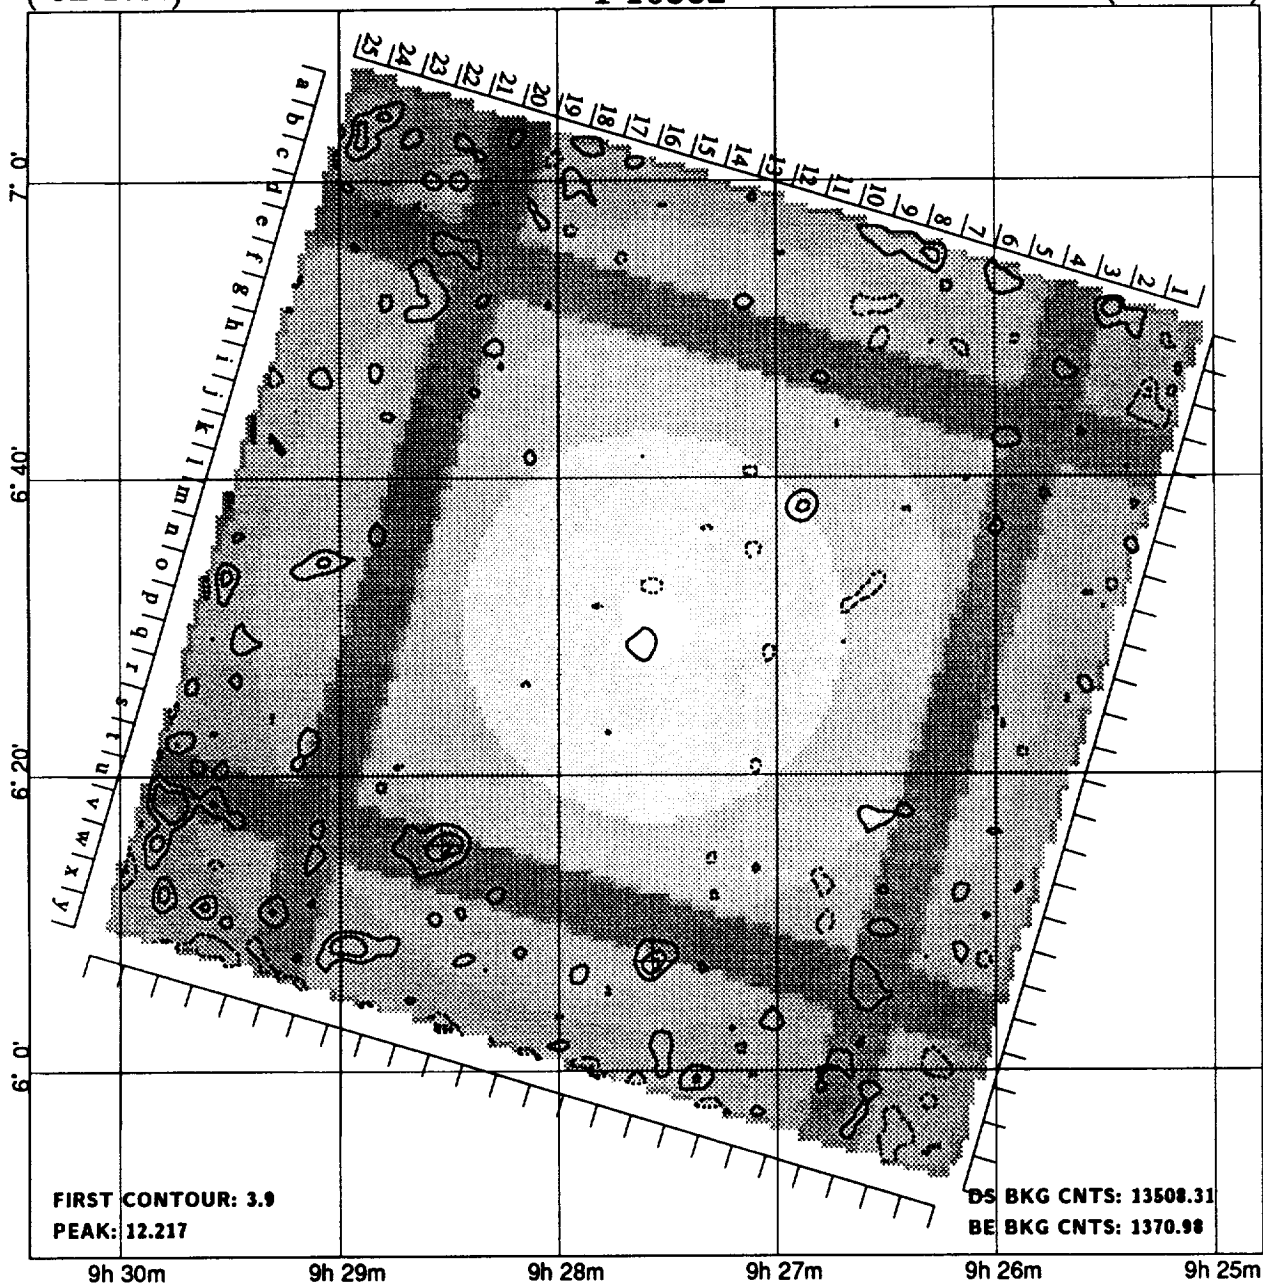 25 24 23 22 21 20 19 18 17 16 15 14 13 12 11 10 9 8 7 6 5 4 3 2 1
a b c d e f g h i j k l m n o p q r s t u v w x y
7° 0'
6° 40'
6° 20'
6° 0'
FIRST CONTOUR: 3.9
PEAK: 12.217
DS BKG CNTS: 13508.31
BE BKG CNTS: 1370.98
9h 30m 9h 29m 9h 28m 9h 27m 9h 26m 9h 25m